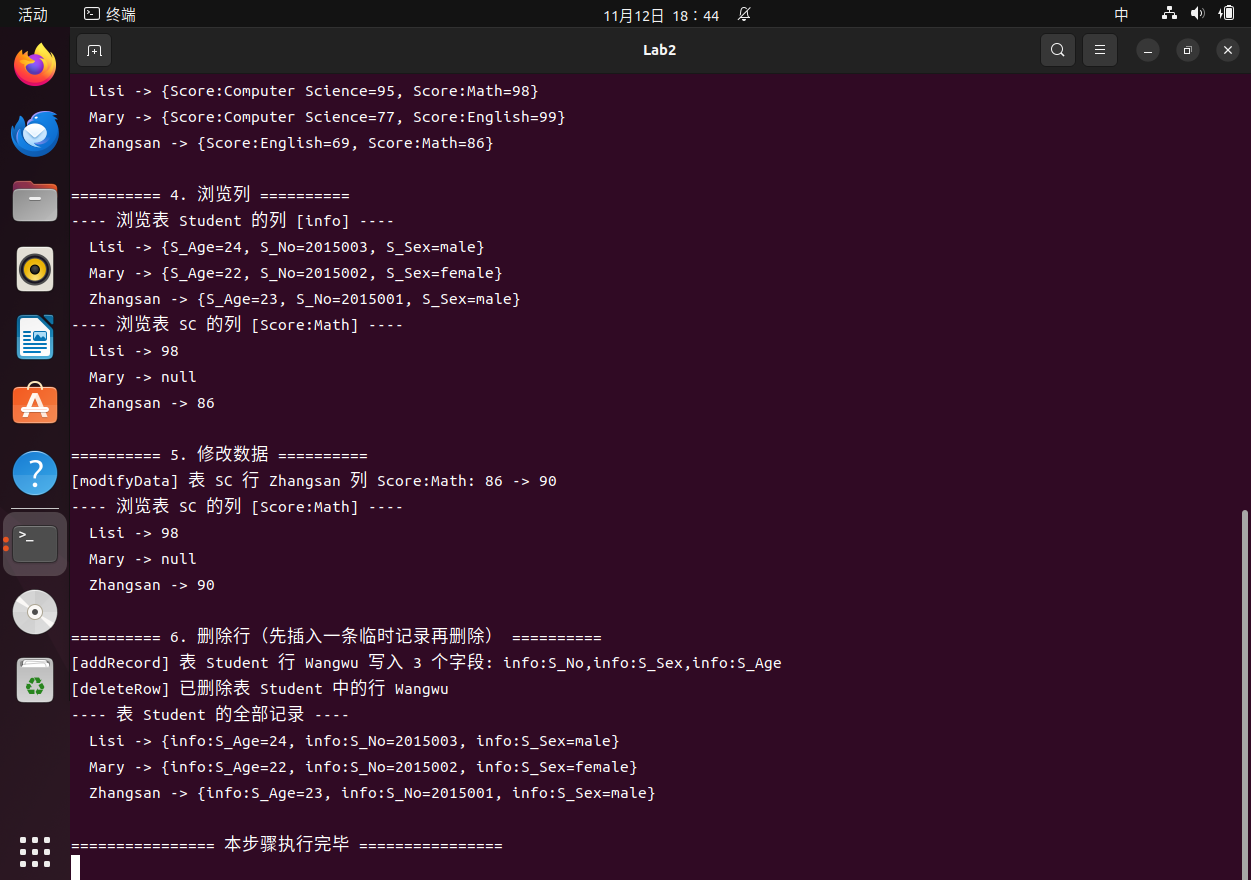 活动 终端 11月12日 18：44 中
Lab2
Lisi -> {Score:Computer Science=95, Score:Math=98}
Mary -> {Score:Computer Science=77, Score:English=99}
Zhangsan -> {Score:English=69, Score:Math=86}
========== 4. 浏览列 ==========
---- 浏览表 Student 的列 [info] ----
Lisi -> {S_Age=24, S_No=2015003, S_Sex=male}
Mary -> {S_Age=22, S_No=2015002, S_Sex=female}
Zhangsan -> {S_Age=23, S_No=2015001, S_Sex=male}
---- 浏览表 SC 的列 [Score:Math] ----
Lisi -> 98
Mary -> null
Zhangsan -> 86
========== 5. 修改数据 ==========
[modifyData] 表 SC 行 Zhangsan 列 Score:Math: 86 -> 90
---- 浏览表 SC 的列 [Score:Math] ----
Lisi -> 98
Mary -> null
Zhangsan -> 90
========== 6. 删除行（先插入一条临时记录再删除） ==========
[addRecord] 表 Student 行 Wangwu 写入 3 个字段: info:S_No,info:S_Sex,info:S_Age
[deleteRow] 已删除表 Student 中的行 Wangwu
---- 表 Student 的全部记录 ----
Lisi -> {info:S_Age=24, info:S_No=2015003, info:S_Sex=male}
Mary -> {info:S_Age=22, info:S_No=2015002, info:S_Sex=female}
Zhangsan -> {info:S_Age=23, info:S_No=2015001, info:S_Sex=male}
================ 本步骤执行完毕 ================